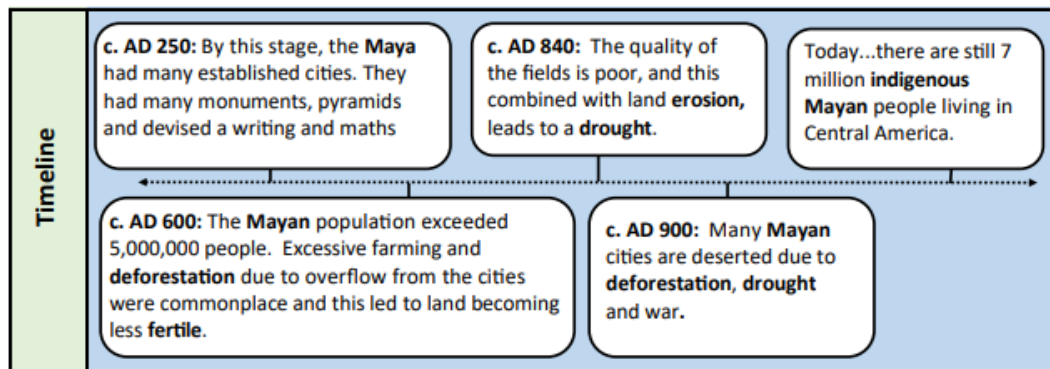 Timeline
c. AD 250: By this stage, the Maya
had many established cities. They
had many monuments, pyramids
and devised a writing and maths
c. AD 600: The Mayan population exceeded
5,000,000 people. Excessive farming and
deforestation due to overflow from the cities
were commonplace and this led to land becoming
less fertile.
c. AD 840: The quality of
the fields is poor, and this
combined with land erosion,
leads to a drought.
c. AD 900: Many Mayan
cities are deserted due to
deforestation, drought
and war.
Today...there are still 7
million indigenous
Mayan people living in
Central America.